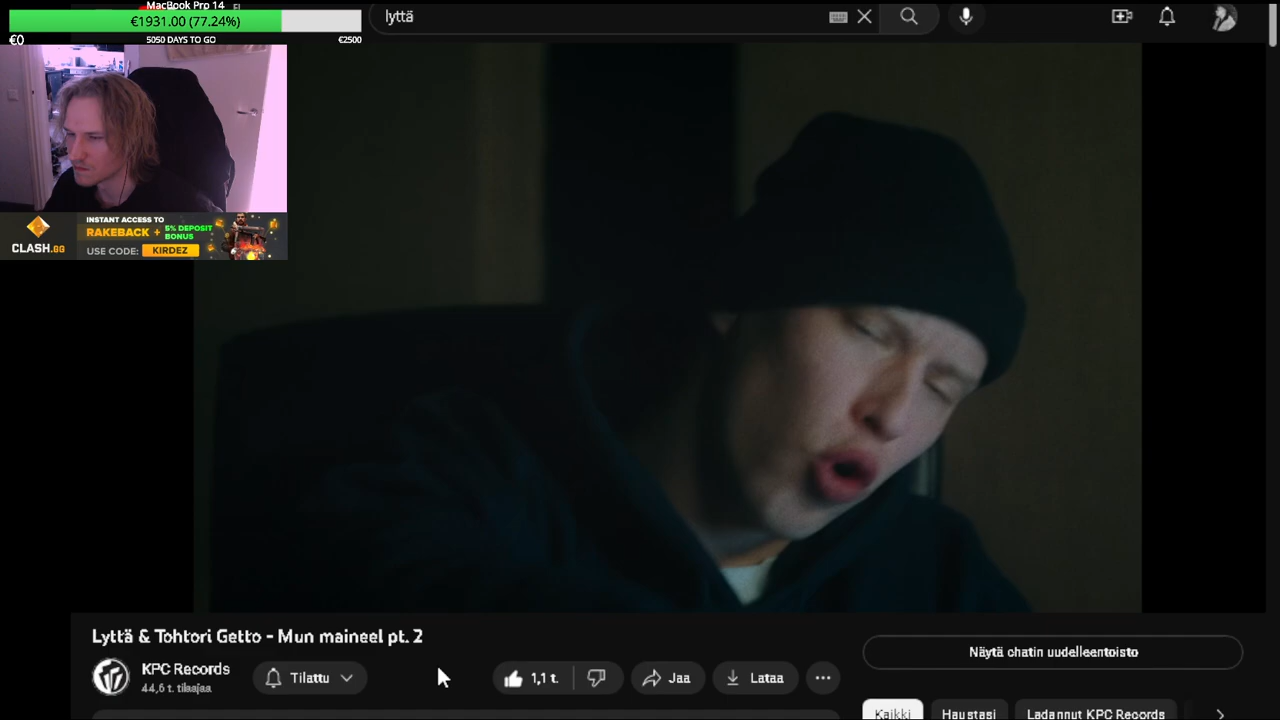 MacBook Pro 14
€1931.00 (77.24%)
€0
5050 DAYS TO GO
€2500
FI
lyttä
INSTANT ACCESS TO
RAKEBACK + 5% DEPOSIT BONUS
CLASH.GG
USE CODE: KIRDEZ
Lyttä & Tohtori Getto - Mun maineel pt. 2
KPC Records
44,6 t. tilaajaa
Tilattu
1,1 t.
Jaa
Lataa
Näytä chatin uudelleentoisto
Kaikki
Haustasi
Ladannut KPC Records